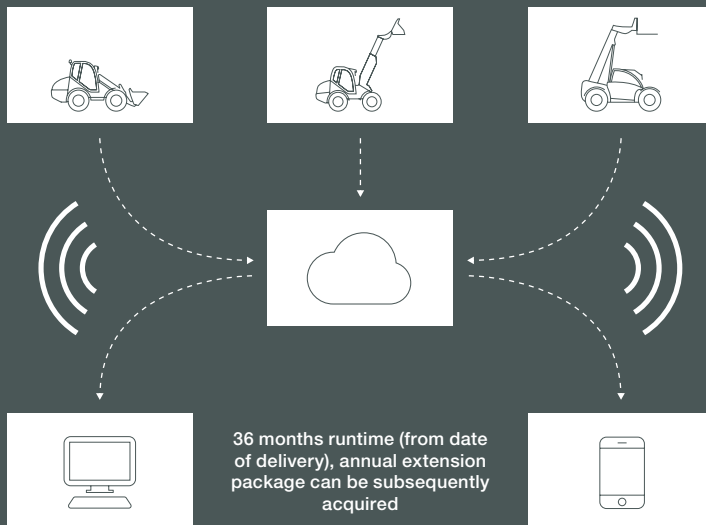 36 months runtime (from date
of delivery), annual extension
package can be subsequently
acquired